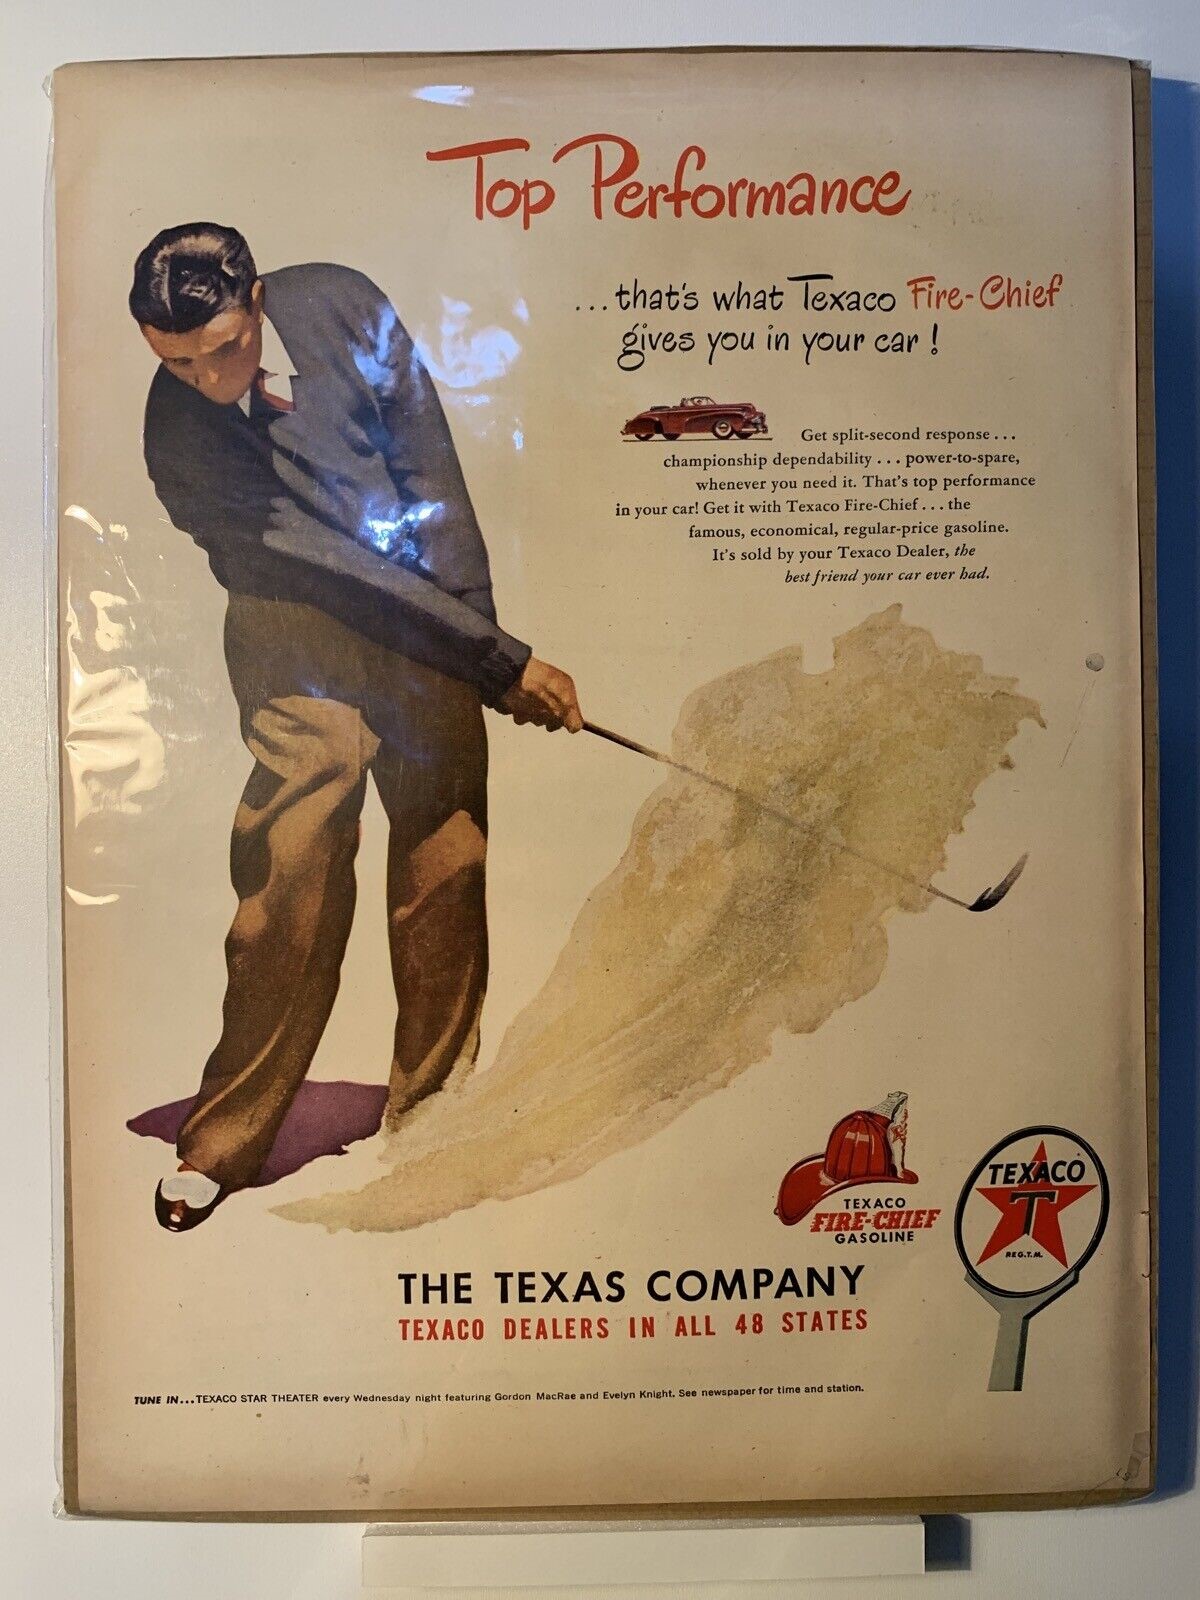 Top Performance
...that's what Texaco Fire-Chief
gives you in your car!
Get split-second response...
championship dependability... power-to-spare,
whenever you need it. That's top performance
in your car! Get it with Texaco Fire-Chief... the
famous, economical, regular-price gasoline.
It's sold by your Texaco Dealer, the
best friend your car ever had.
TEXACO
FIRE-CHIEF
GASOLINE
TEXACO
T
REG.T.M.
THE TEXAS COMPANY
TEXACO DEALERS IN ALL 48 STATES
TUNE IN...TEXACO STAR THEATER every Wednesday night featuring Gordon MacRae and Evelyn Knight. See newspaper for time and station.